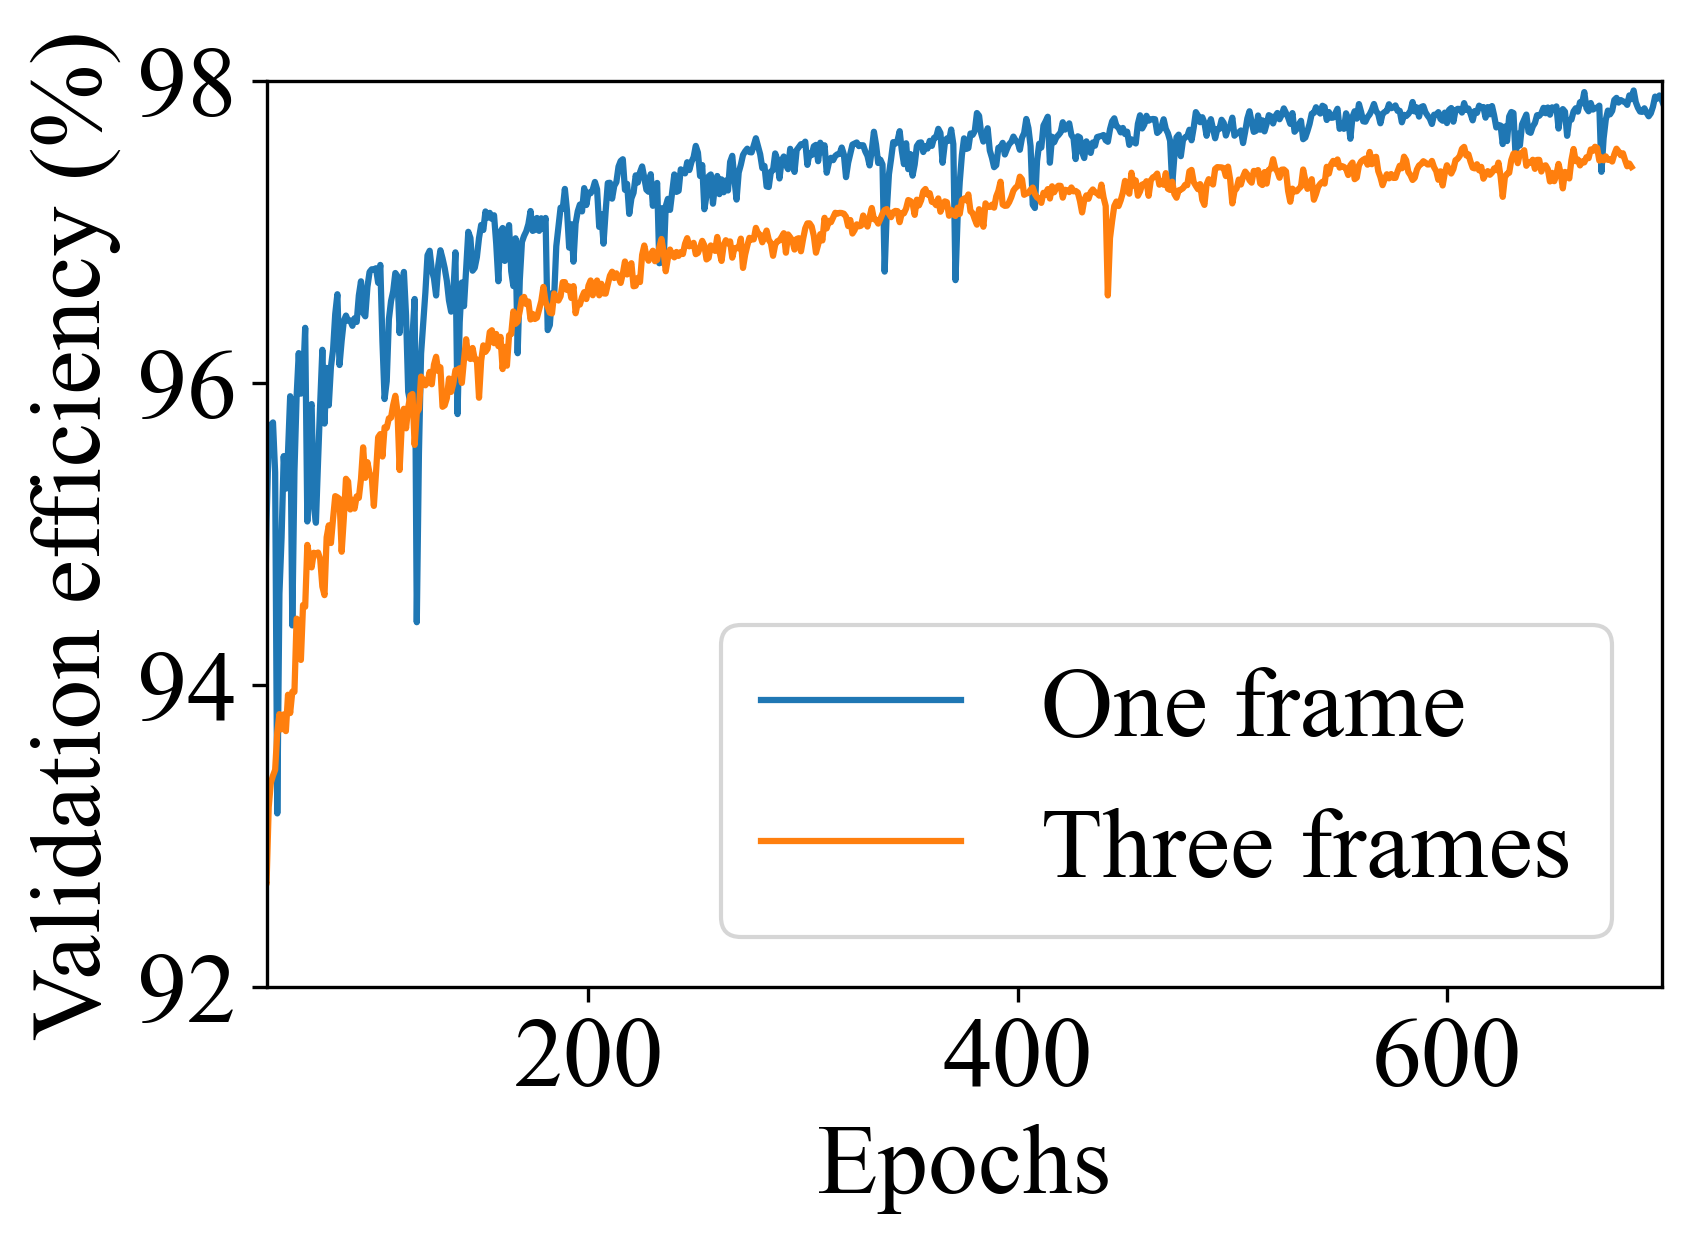 Validation efficiency (%)
98
96
94
92
200 400 600
Epochs
One frame
Three frames